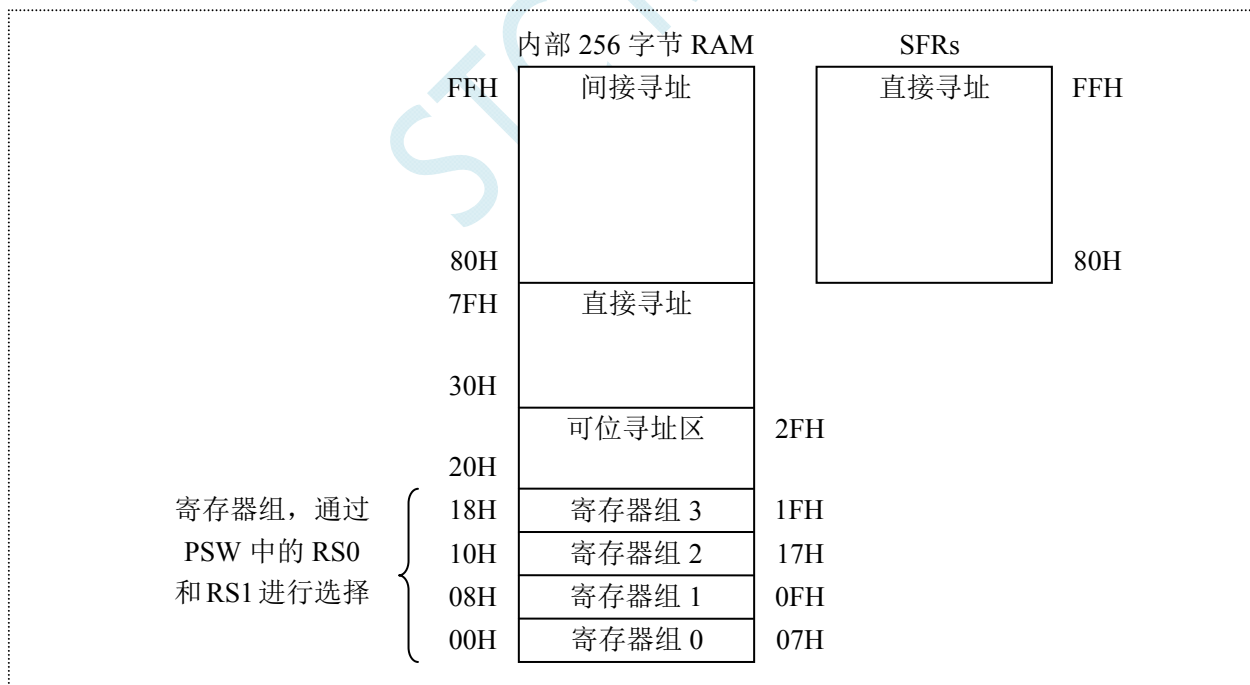 内部 256 字节 RAM SFRs
FFH 间接寻址 直接寻址 FFH
80H 80H
7FH 直接寻址
30H
可位寻址区 2FH
20H
寄存器组，通过 18H 寄存器组 3 1FH
PSW 中的 RS0 10H 寄存器组 2 17H
和 RS1 进行选择 08H 寄存器组 1 0FH
00H 寄存器组 0 07H